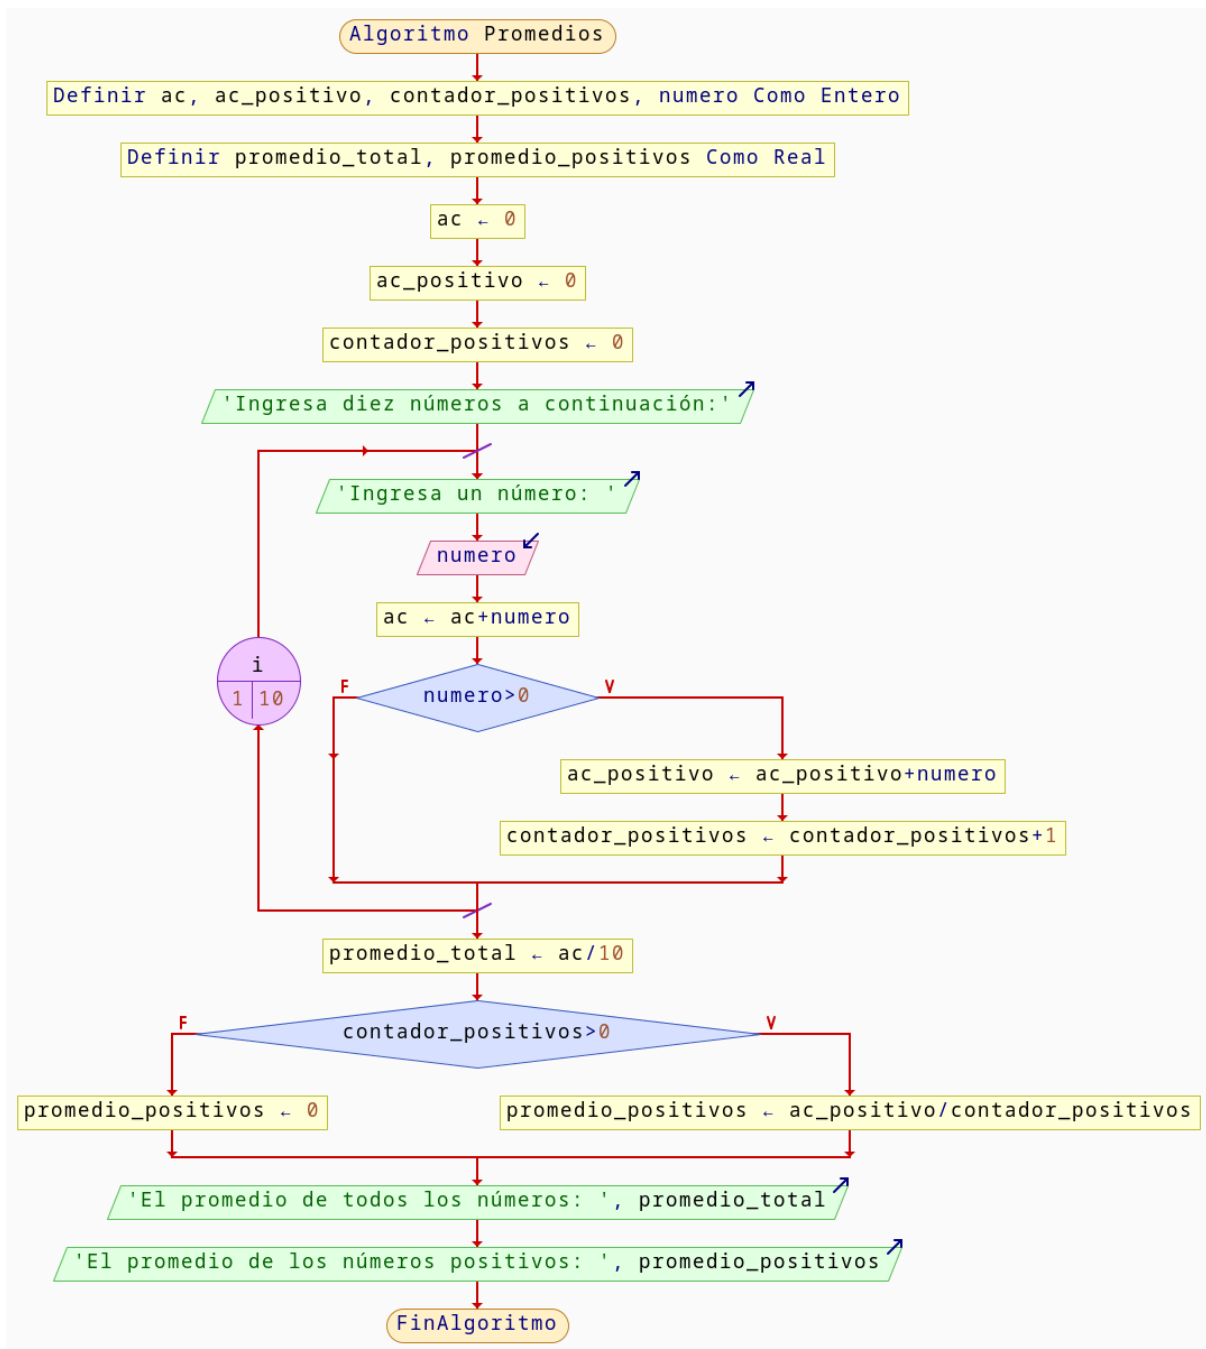 Algoritmo Promedios
Definir ac, ac_positivo, contador_positivos, numero Como Entero
Definir promedio_total, promedio_positivos Como Real
ac ← 0
ac_positivo ← 0
contador_positivos ← 0
'Ingresa diez números a continuación:'
'Ingresa un número: '
numero
ac ← ac+numero
i
1 10
F
numero>0
V
ac_positivo ← ac_positivo+numero
contador_positivos ← contador_positivos+1
promedio_total ← ac/10
F
contador_positivos>0
V
promedio_positivos ← 0
promedio_positivos ← ac_positivo/contador_positivos
'El promedio de todos los números: ', promedio_total
'El promedio de los números positivos: ', promedio_positivos
FinAlgoritmo